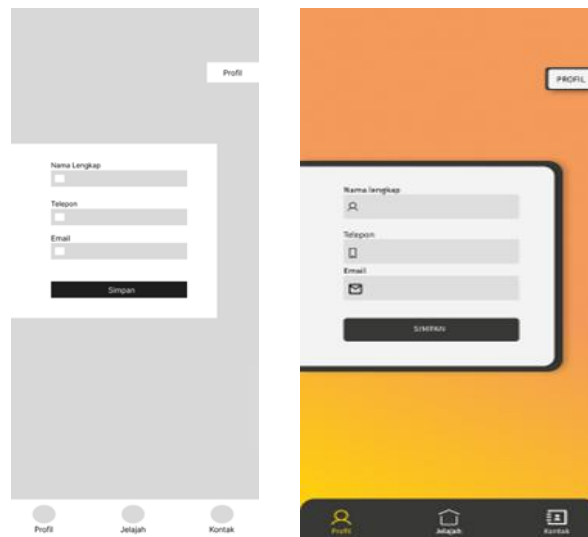 Profil
Nama Lengkap
Telepon
Email
Simpan
Profil
Jelajah
Kontak
PROFIL
Nama lengkap
Telepon
Email
SIMPAN
Profil
Jelajah
Kontak